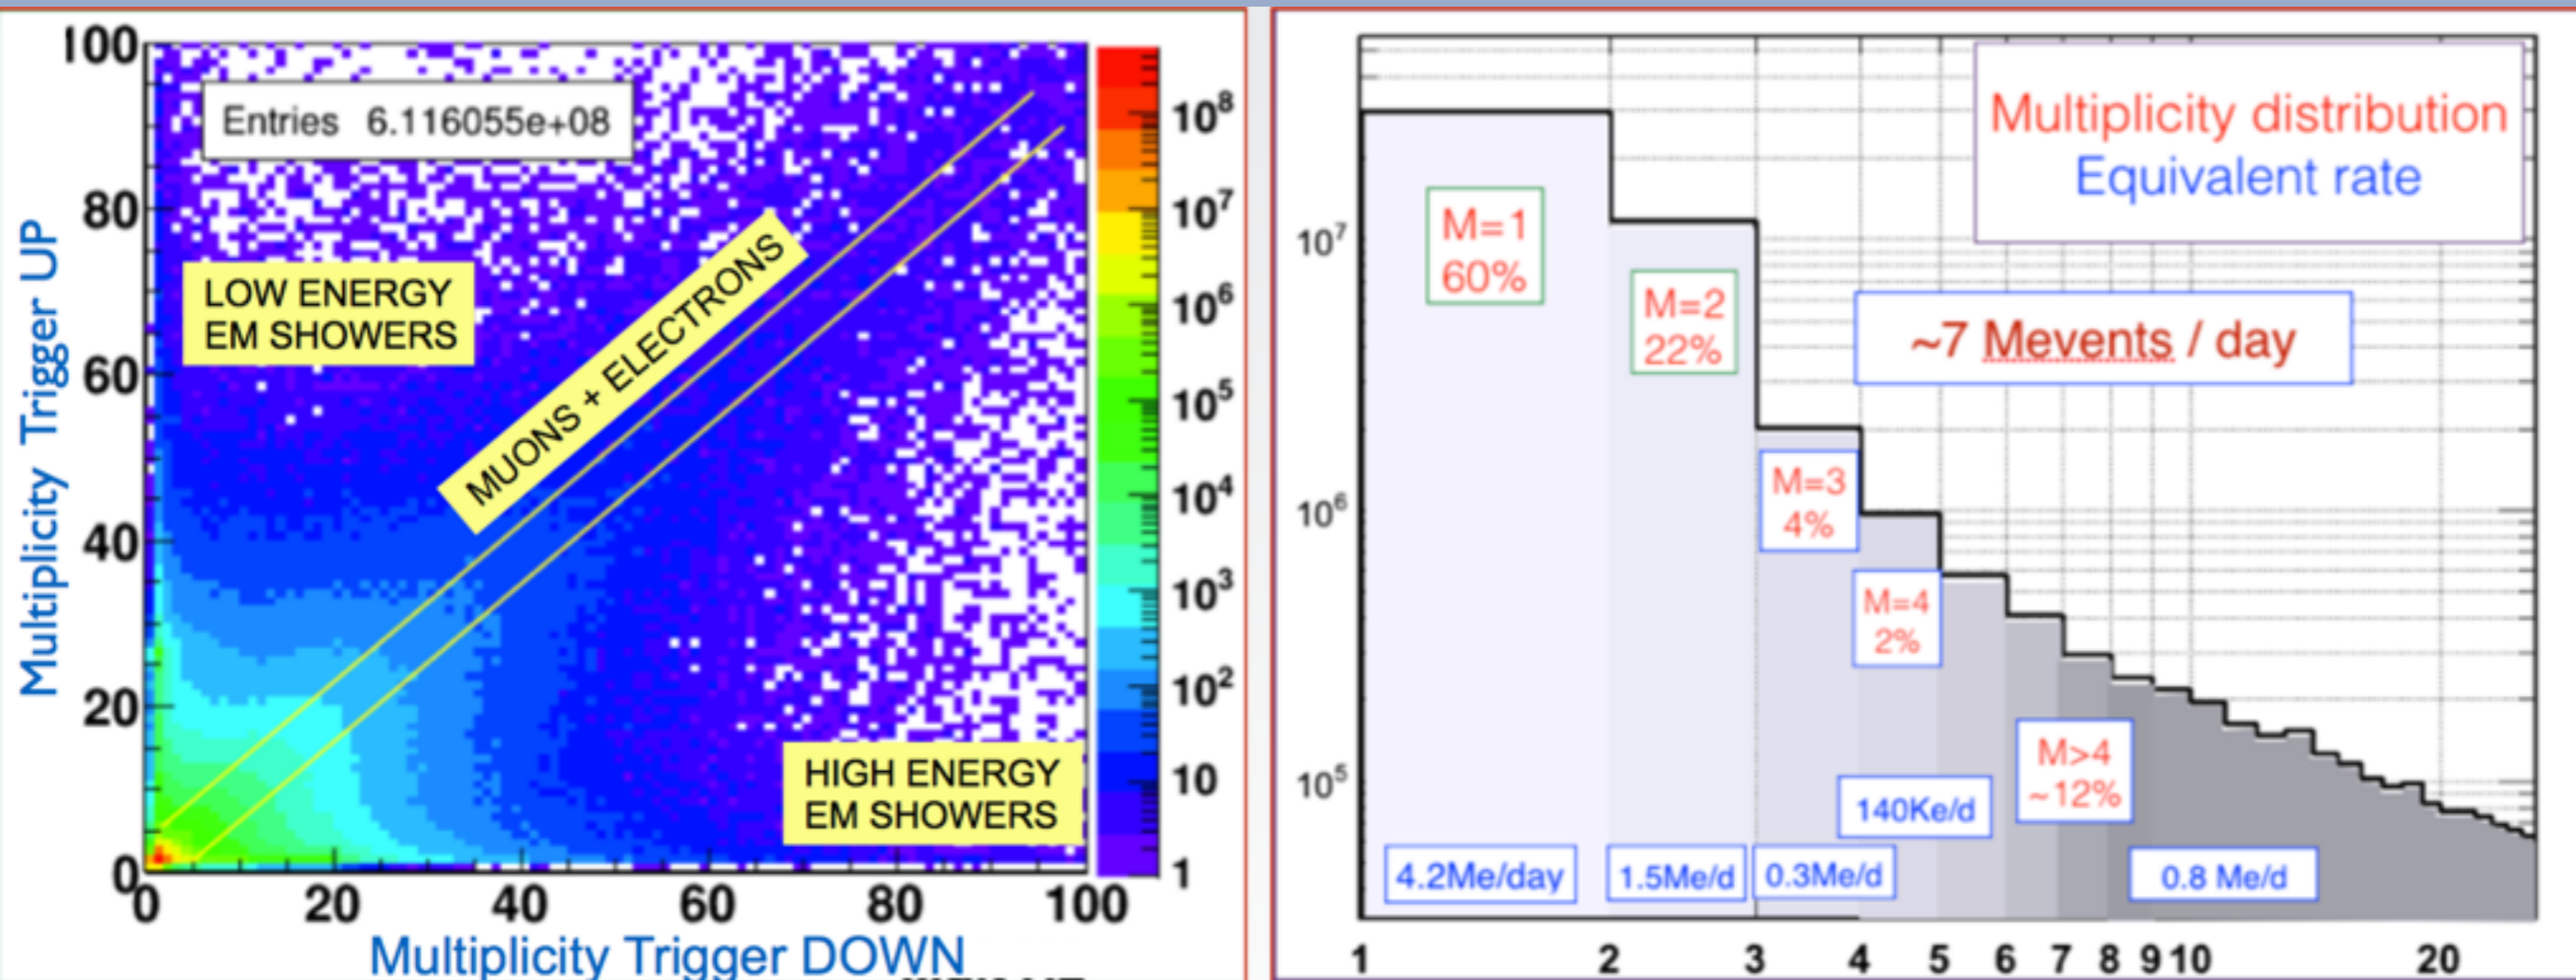 100
80
60
40
20
0
Multiplicity Trigger UP
Entries 6.116055e+08
LOW ENERGY
EM SHOWERS
MUONS + ELECTRONS
HIGH ENERGY
EM SHOWERS
0 20 40 60 80 100
Multiplicity Trigger DOWN
10^8
10^7
10^6
10^5
10^4
10^3
10^2
10
1
Multiplicity distribution
Equivalent rate
~7 Mevents / day
10^7
10^6
10^5
M=1
60%
M=2
22%
M=3
4%
M=4
2%
M>4
~12%
4.2Me/day
1.5Me/d
0.3Me/d
140Ke/d
0.8 Me/d
1 2 3 4 5 6 7 8 9 10 20